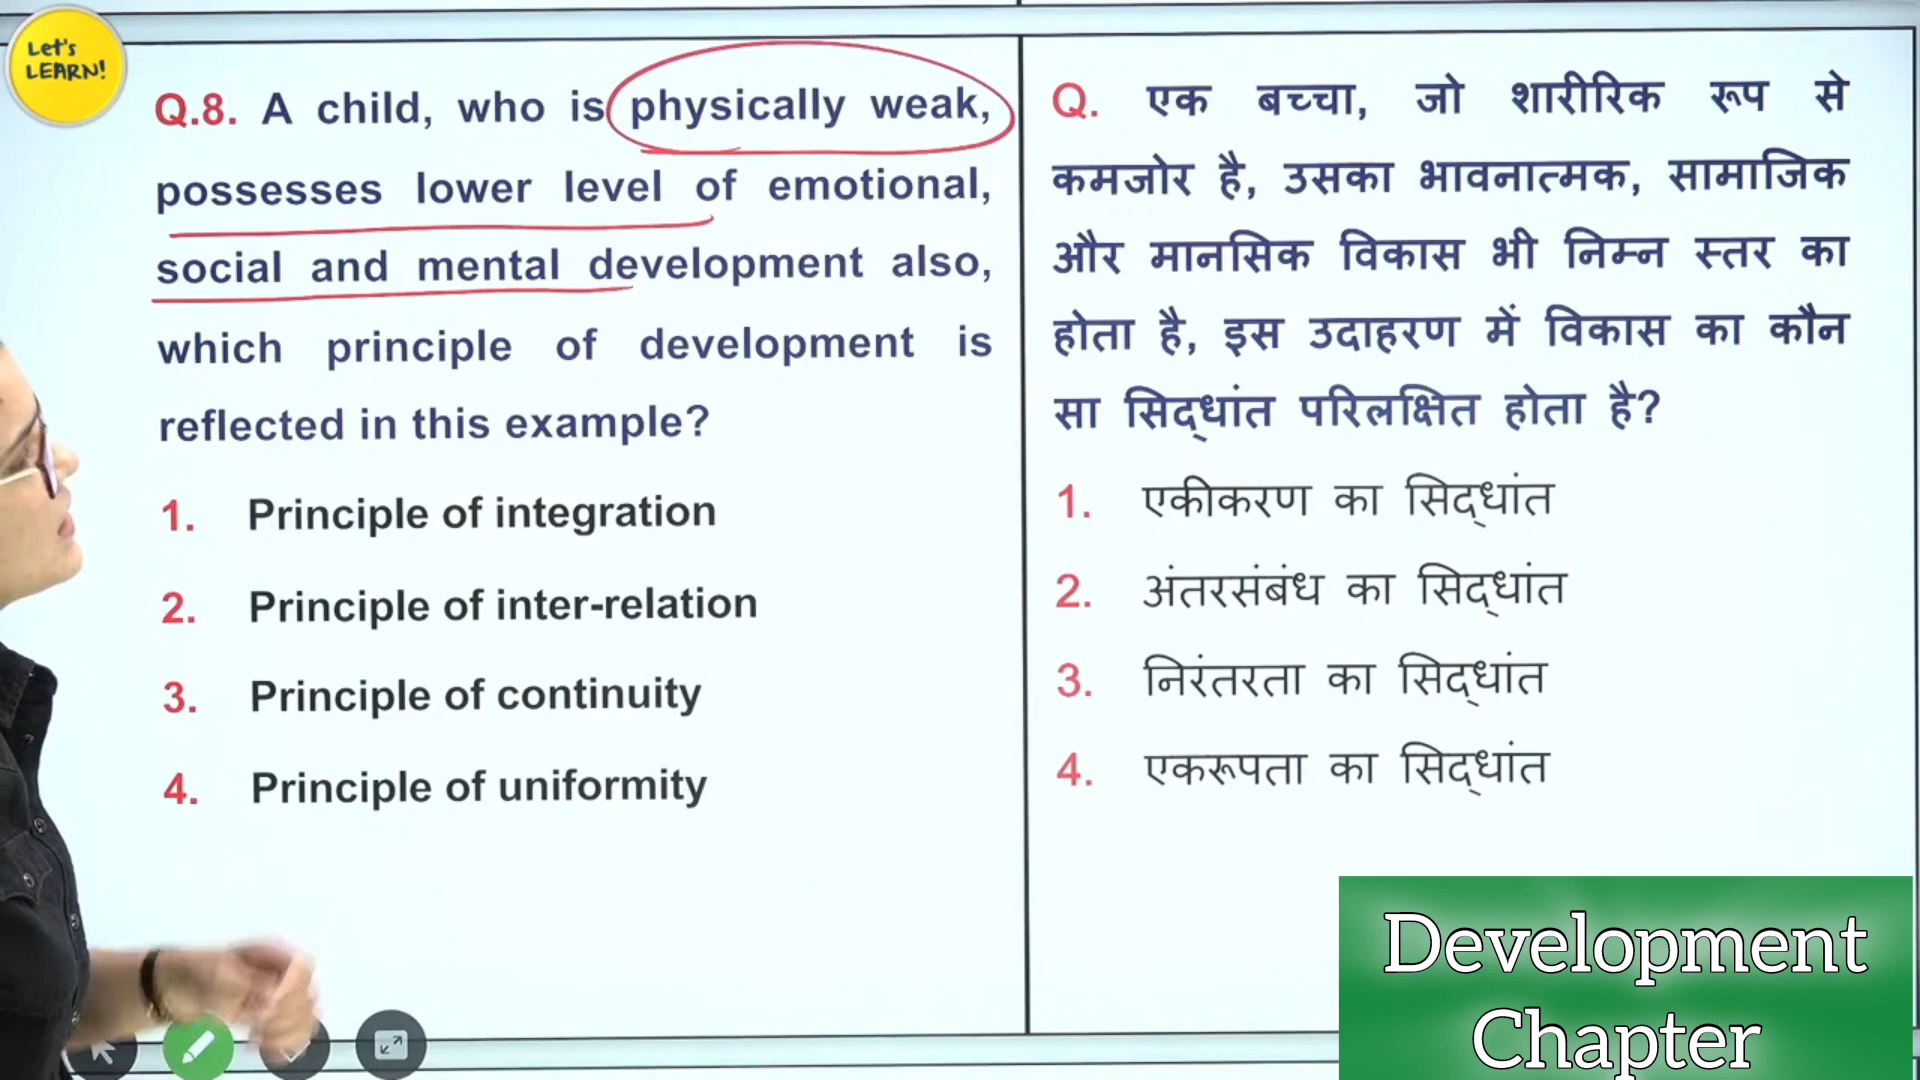 Let's
LEARN!
Q.8. A child, who is physically weak,
possesses lower level of emotional,
social and mental development also,
which principle of development is
reflected in this example?
1. Principle of integration
2. Principle of inter-relation
3. Principle of continuity
4. Principle of uniformity
Q. एक बच्चा, जो शारीरिक रूप से
कमजोर है, उसका भावनात्मक, सामाजिक
और मानसिक विकास भी निम्न स्तर का
होता है, इस उदाहरण में विकास का कौन
सा सिद्धांत परिलक्षित होता है?
1. एकीकरण का सिद्धांत
2. अंतरसंबंध का सिद्धांत
3. निरंतरता का सिद्धांत
4. एकरूपता का सिद्धांत
Development
Chapter